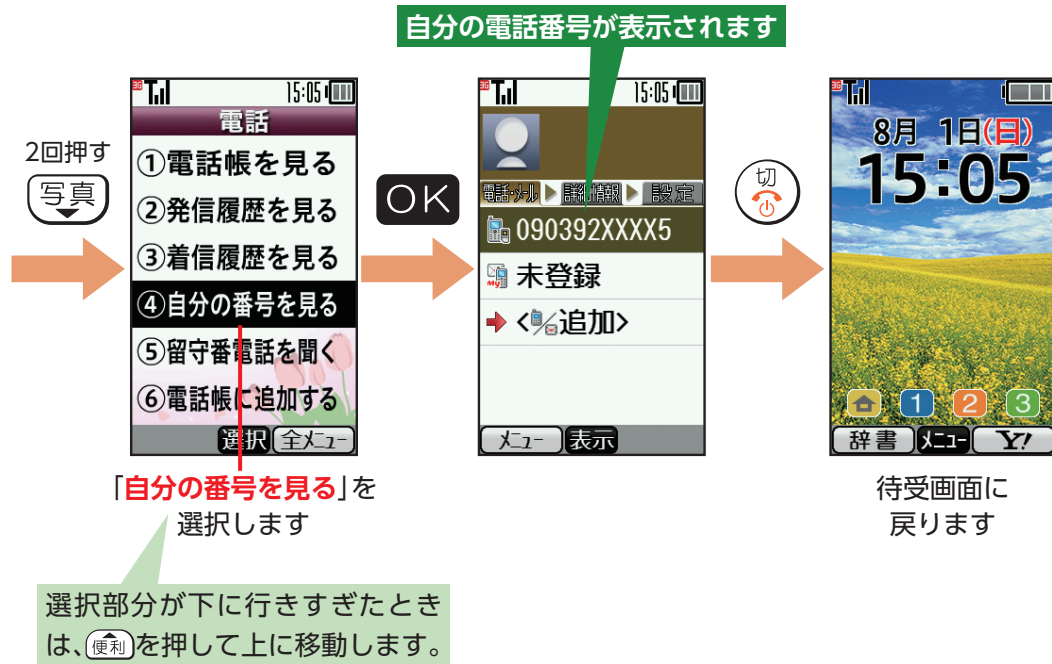 自分の電話番号が表示されます
2回押す
写真
3G 15:05
電話
①電話帳を見る
②発信履歴を見る
③着信履歴を見る
④自分の番号を見る
⑤留守番電話を聞く
⑥電話帳に追加する
選択 全メニュー
「自分の番号を見る」を
選択します
選択部分が下に行きすぎたとき
は、便利を押して上に移動します。
OK
3G 15:05
電話・メール ▶ 詳細情報 ▶ 設定
090392XXXX5
My 未登録
<追加>
メニュー 表示
切
3G
8月 1日(日)
15:05
1 2 3
辞書 メニュー Y!
待受画面に
戻ります